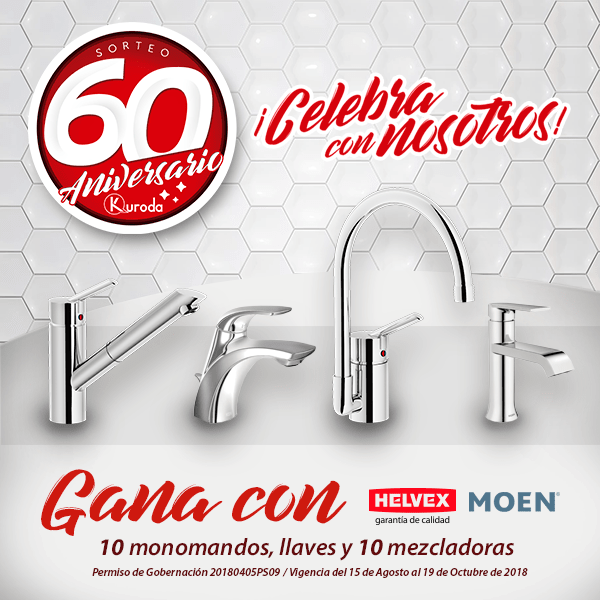 SORTEO
60
Aniversario
Kuroda
¡Celebra
con nosotros!
Gana con
HELVEX
garantía de calidad
MOEN®
10 monomandos, llaves y 10 mezcladoras
Permiso de Gobernación 20180405PS09 / Vigencia del 15 de Agosto al 19 de Octubre de 2018